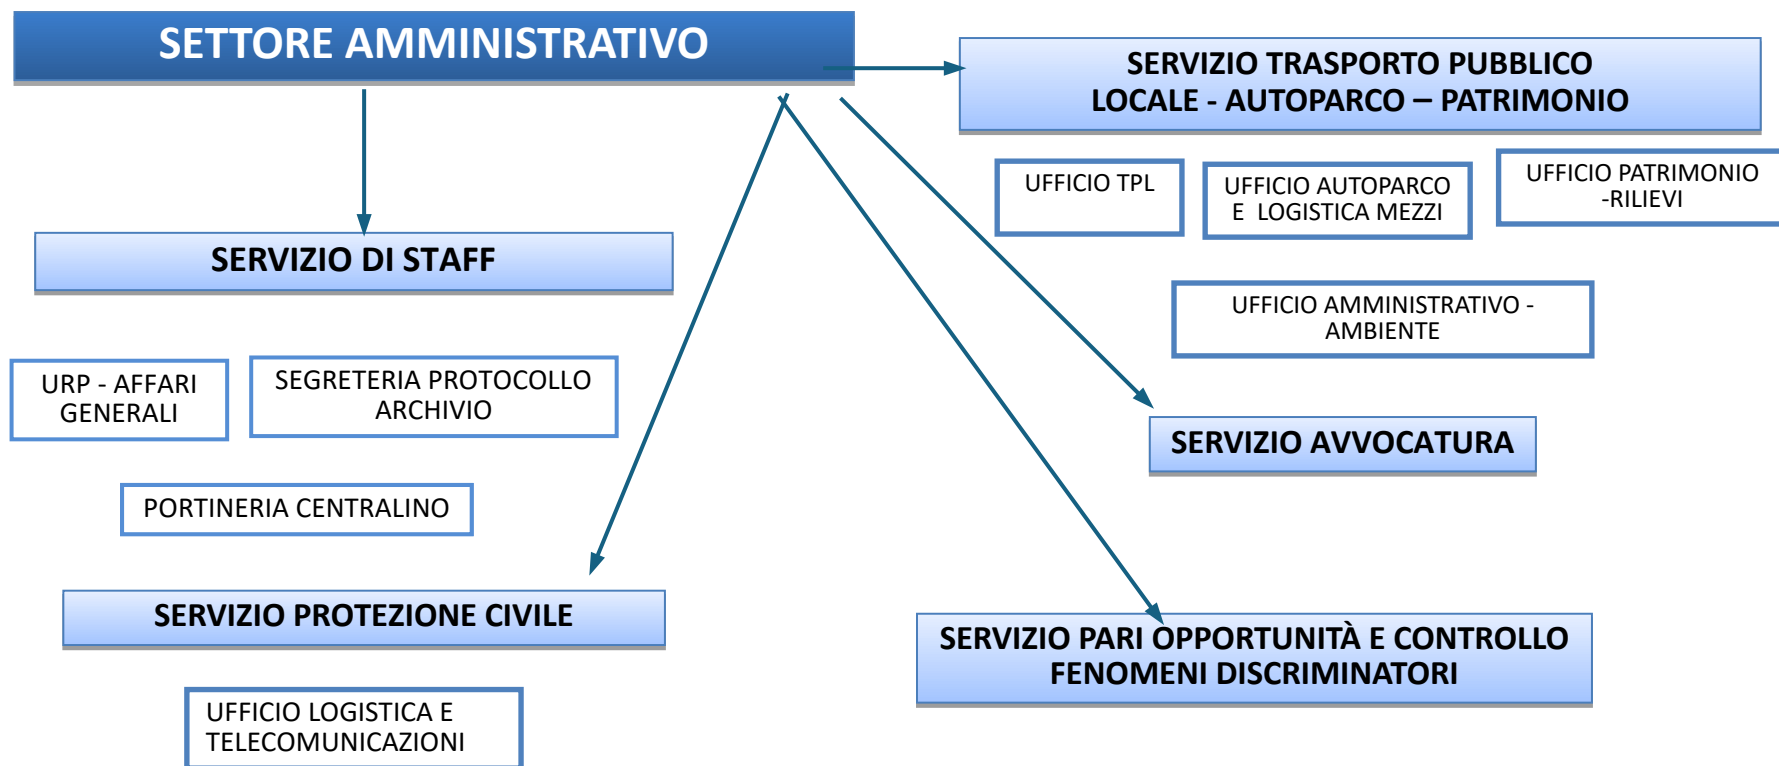 SETTORE AMMINISTRATIVO
SERVIZIO TRASPORTO PUBBLICO
LOCALE - AUTOPARCO – PATRIMONIO
UFFICIO TPL
UFFICIO AUTOPARCO
E LOGISTICA MEZZI
UFFICIO PATRIMONIO
-RILIEVI
UFFICIO AMMINISTRATIVO -
AMBIENTE
SERVIZIO DI STAFF
URP - AFFARI
GENERALI
SEGRETERIA PROTOCOLLO
ARCHIVIO
PORTINERIA CENTRALINO
SERVIZIO AVVOCATURA
SERVIZIO PROTEZIONE CIVILE
UFFICIO LOGISTICA E
TELECOMUNICAZIONI
SERVIZIO PARI OPPORTUNITÀ E CONTROLLO
FENOMENI DISCRIMINATORI